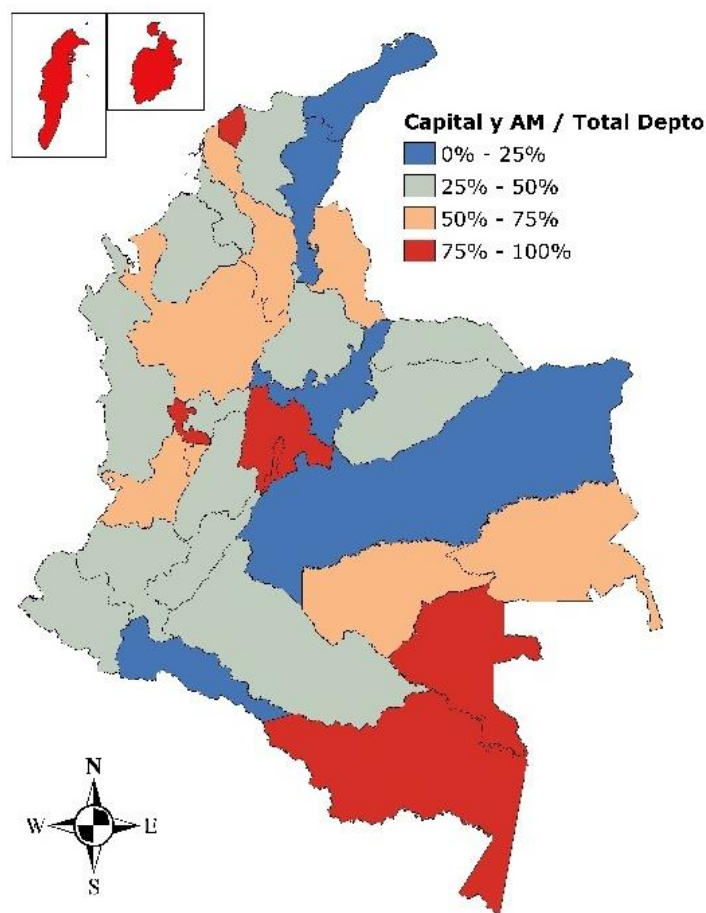 Capital y AM / Total Depto
0% - 25%
25% - 50%
50% - 75%
75% - 100%
N
W E
S